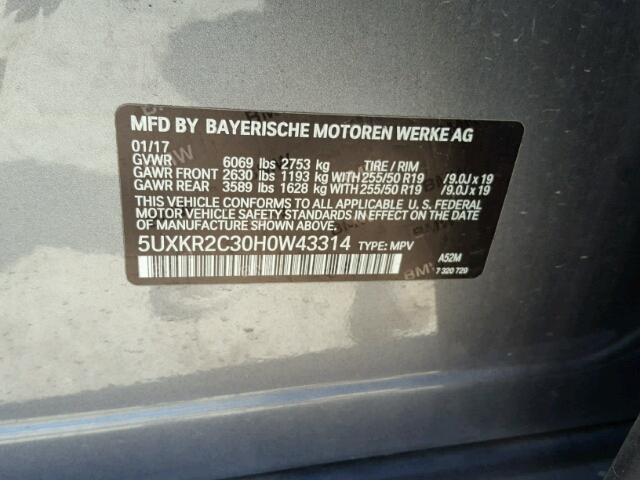 MFD BY BAYERISCHE MOTOREN WERKE AG
01/17
GVWR 6069 lbs 2753 kg TIRE / RIM
GAWR FRONT 2630 lbs 1193 kg WITH 255/50 R19 /9.0J x 19
GAWR REAR 3589 lbs 1628 kg WITH 255/50 R19 /9.0J x 19
THIS VEHICLE CONFORMS TO ALL APPLICABLE U. S. FEDERAL
MOTOR VEHICLE SAFETY STANDARDS IN EFFECT ON THE DATE
OF MANUFACTURE SHOWN ABOVE.
5UXKR2C30H0W43314 TYPE: MPV
A52M
7 320 729